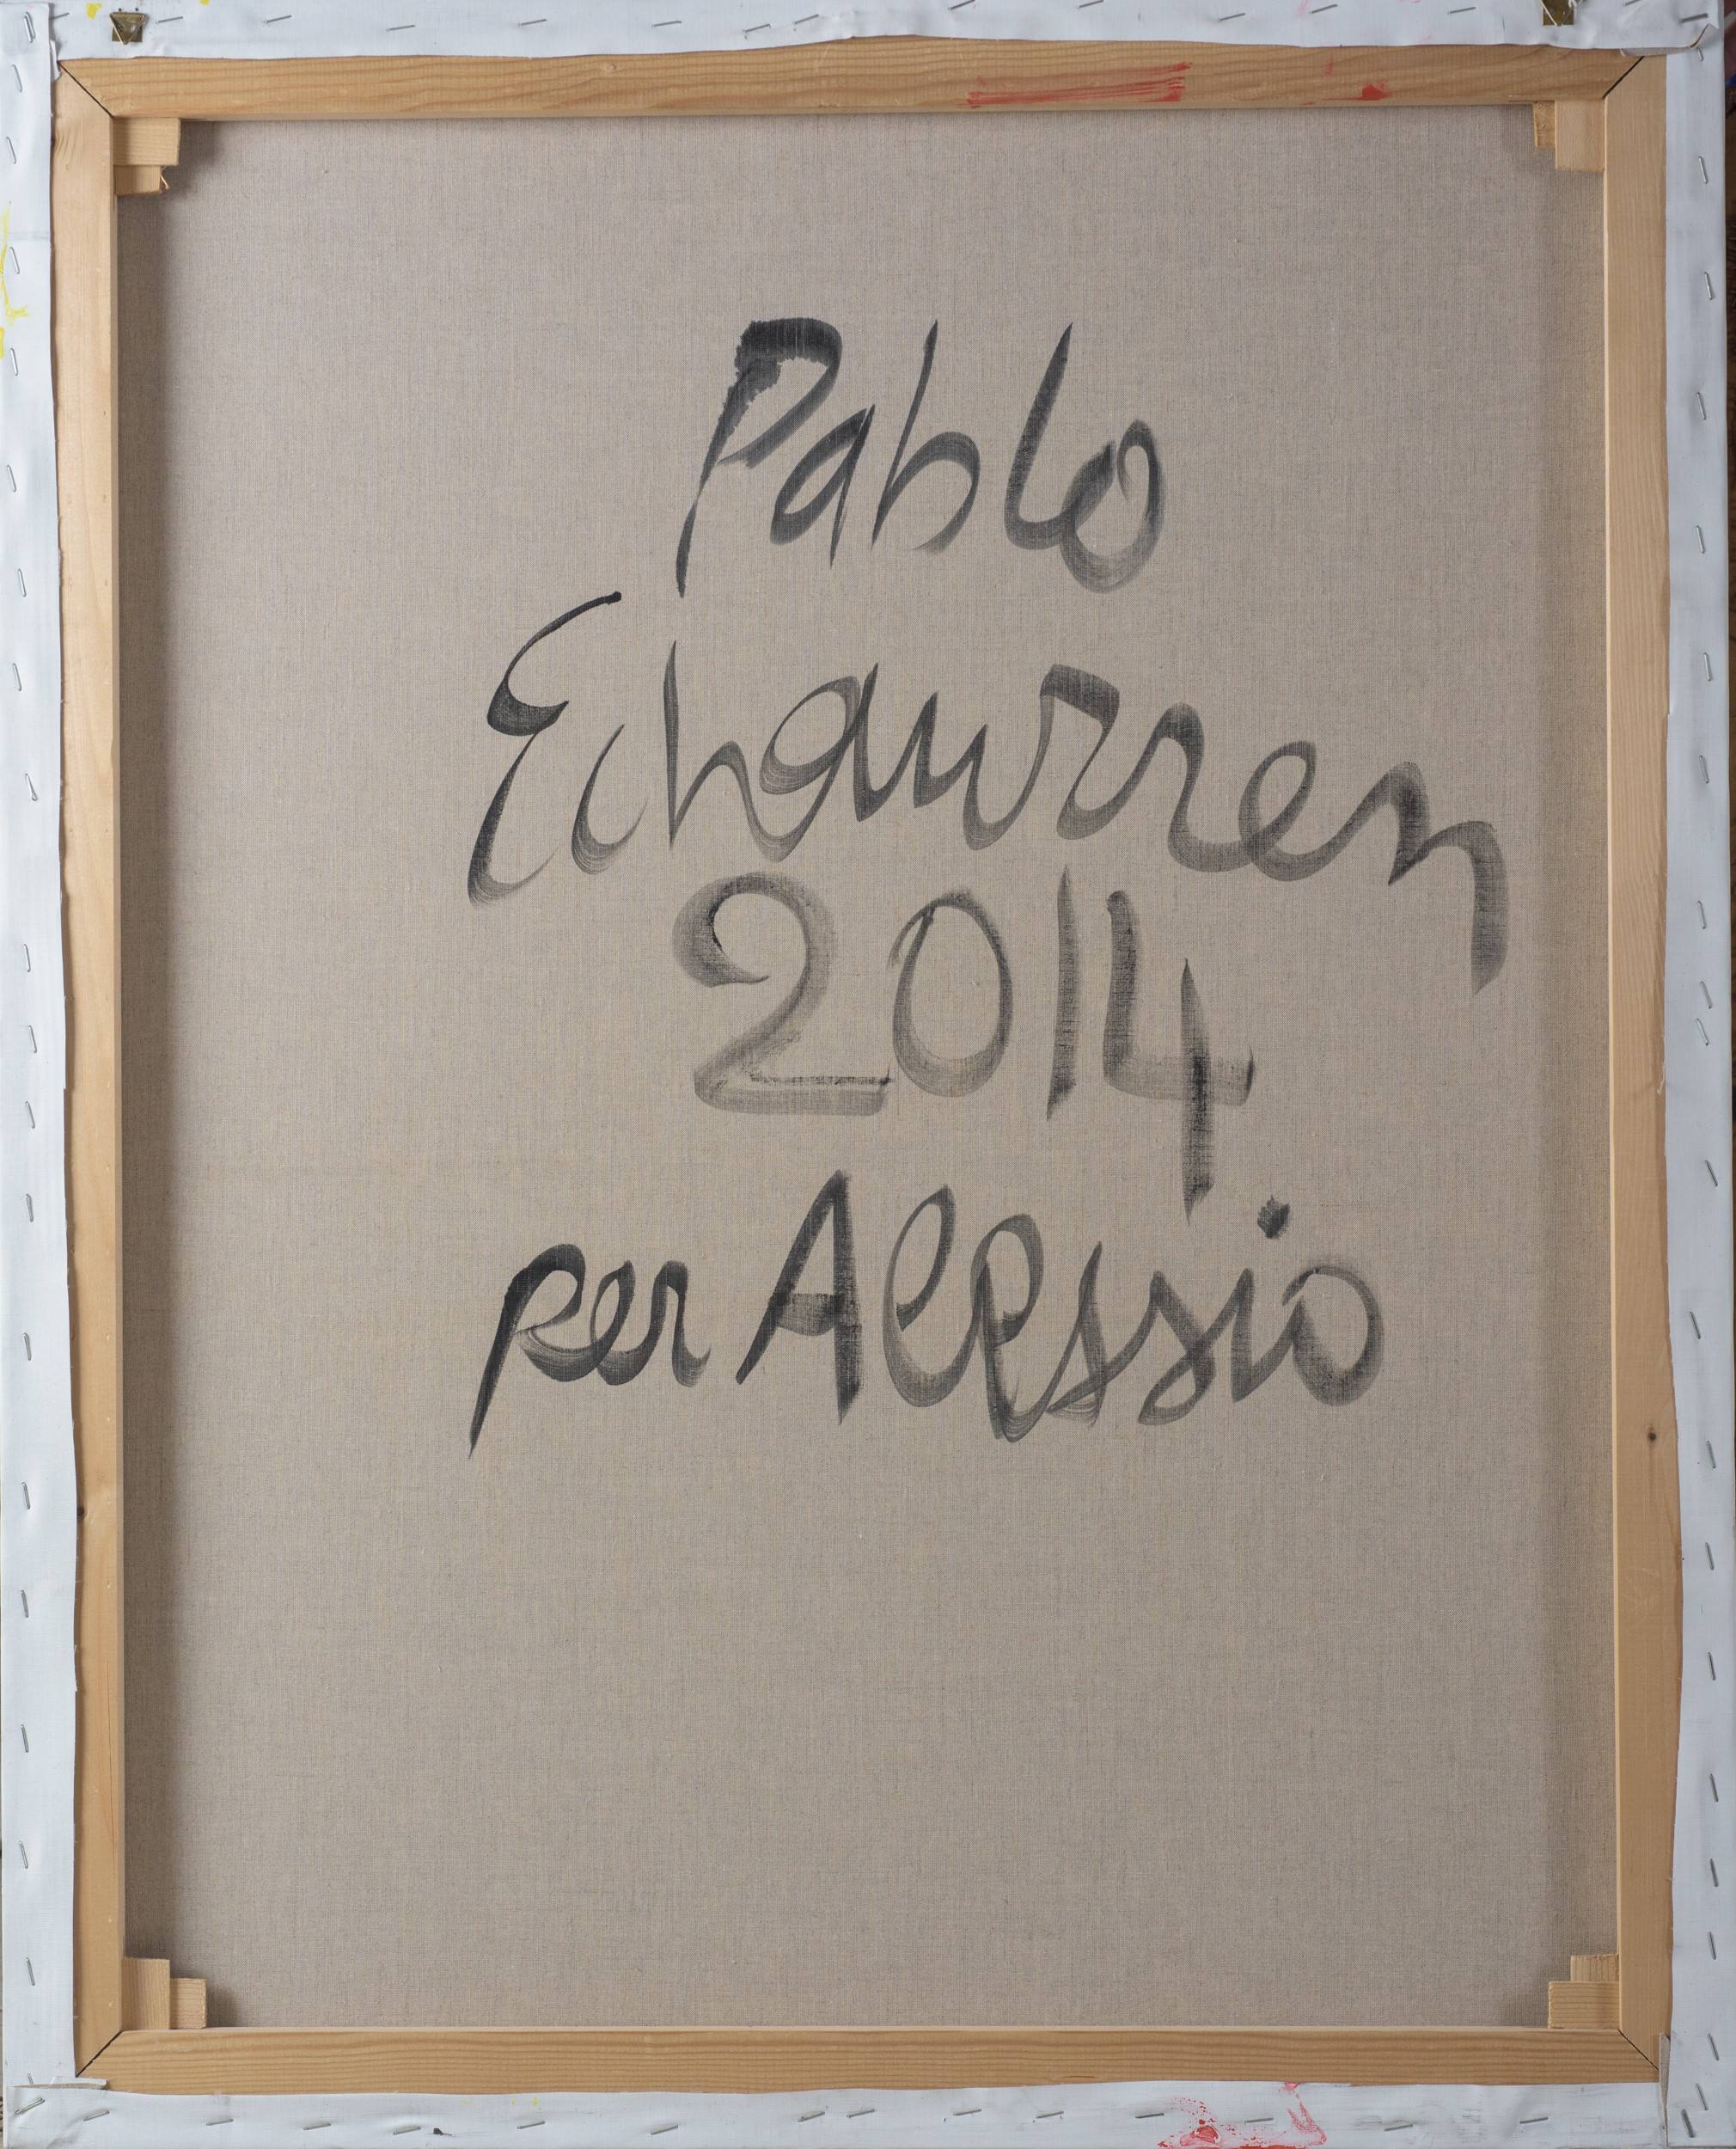 Pablo
Echaurren
2014
per Alessio